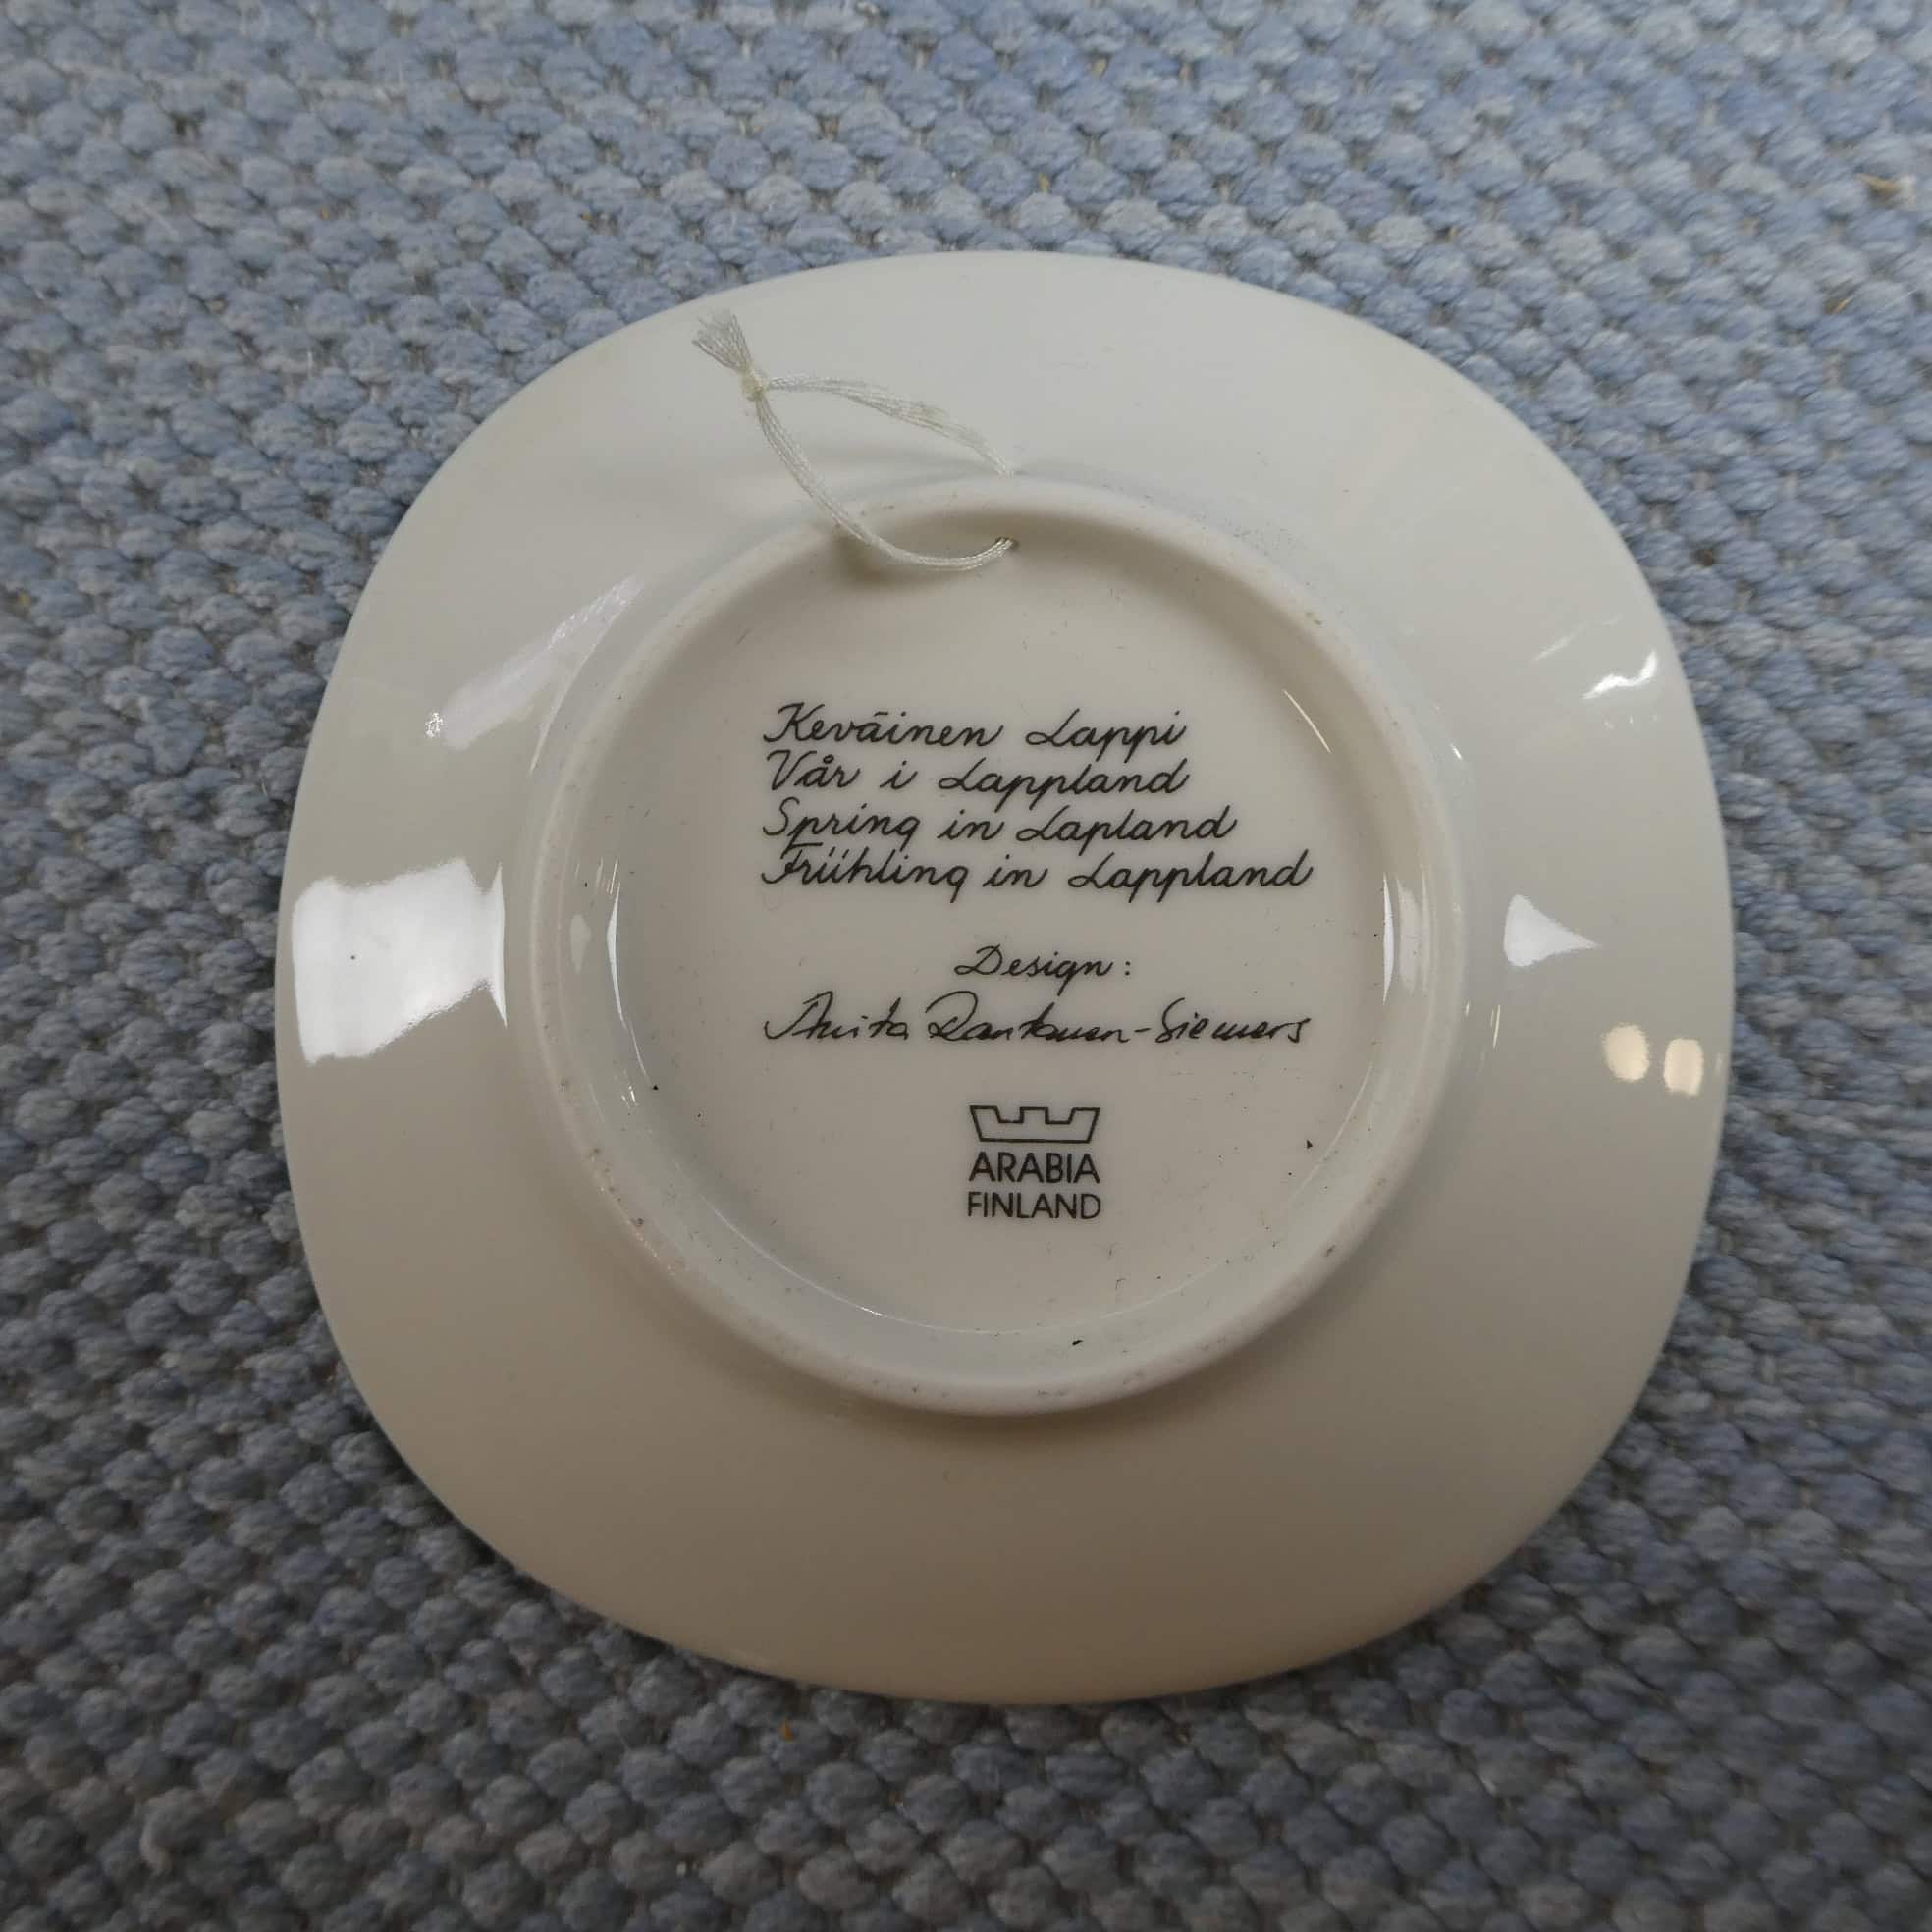 Keväinen Lappi
Vår i Lappland
Spring in Lapland
Frühling in Lappland
Design:
Anita Rantanen-Siemers
ARABIA
FINLAND